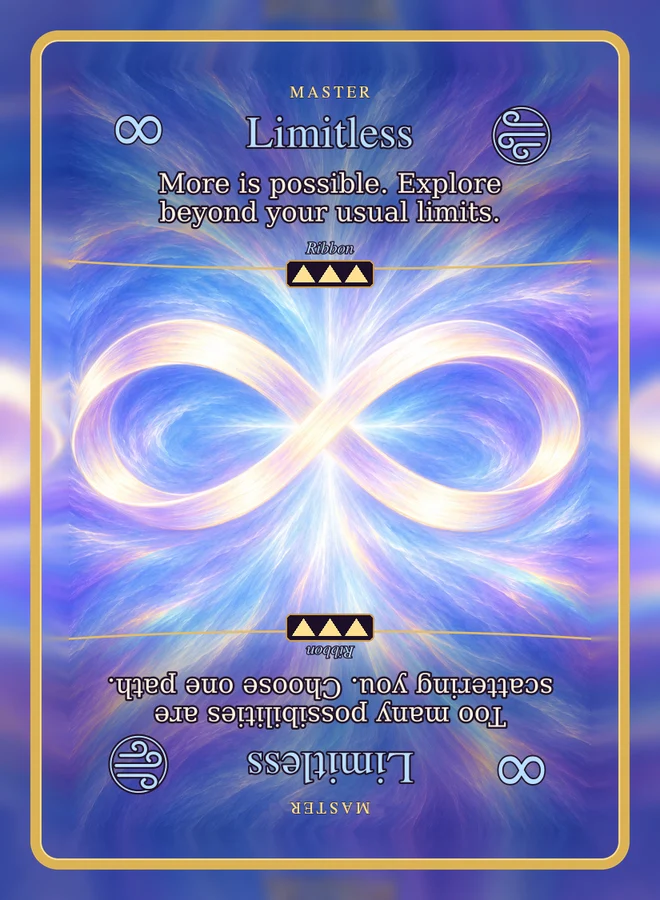 MASTER
∞ Limitless
More is possible. Explore
beyond your usual limits.
Ribbon
Ribbon
Too many possibilities are
scattering you. Choose one path.
∞ Limitless
MASTER